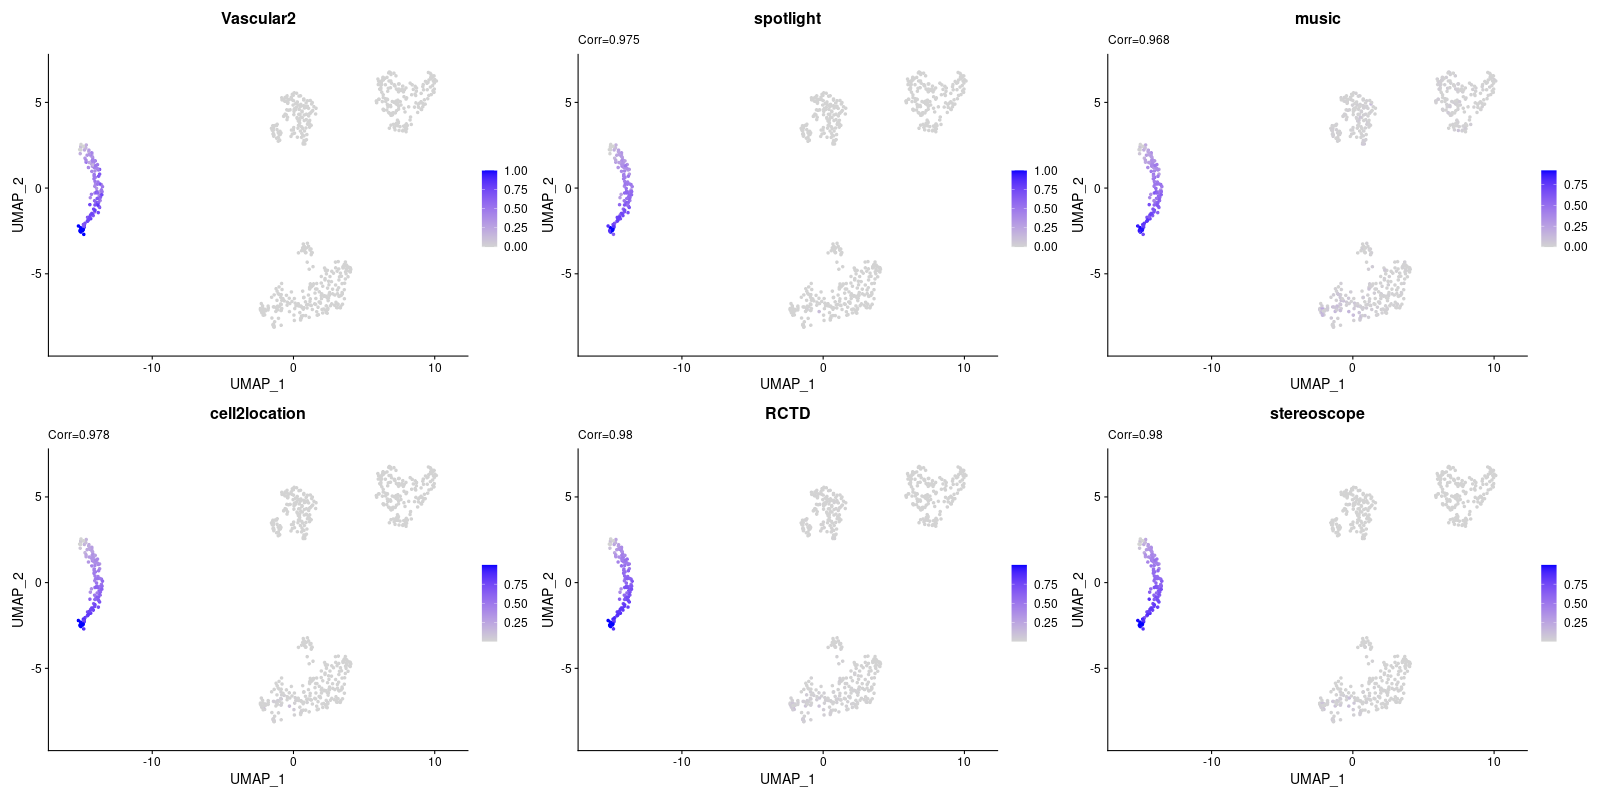 Vascular2
5
0
-5
-10
0
10
UMAP_1
UMAP_2
1.00
0.75
0.50
0.25
0.00
spotlight
Corr=0.975
5
0
-5
-10
0
10
UMAP_1
UMAP_2
1.00
0.75
0.50
0.25
0.00
music
Corr=0.968
5
0
-5
-10
0
10
UMAP_1
UMAP_2
0.75
0.50
0.25
0.00
cell2location
Corr=0.978
5
0
-5
-10
0
10
UMAP_1
UMAP_2
0.75
0.50
0.25
RCTD
Corr=0.98
5
0
-5
-10
0
10
UMAP_1
UMAP_2
0.75
0.50
0.25
stereoscope
Corr=0.98
5
0
-5
-10
0
10
UMAP_1
UMAP_2
0.75
0.50
0.25